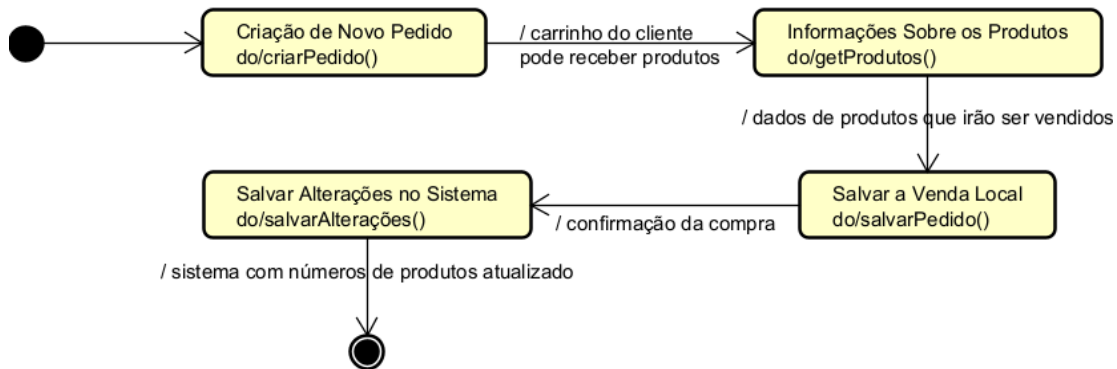 Criação de Novo Pedido
do/criarPedido()
/ carrinho do cliente
pode receber produtos
Informações Sobre os Produtos
do/getProdutos()
/ dados de produtos que irão ser vendidos
Salvar a Venda Local
do/salvarPedido()
/ confirmação da compra
Salvar Alterações no Sistema
do/salvarAlterações()
/ sistema com números de produtos atualizado